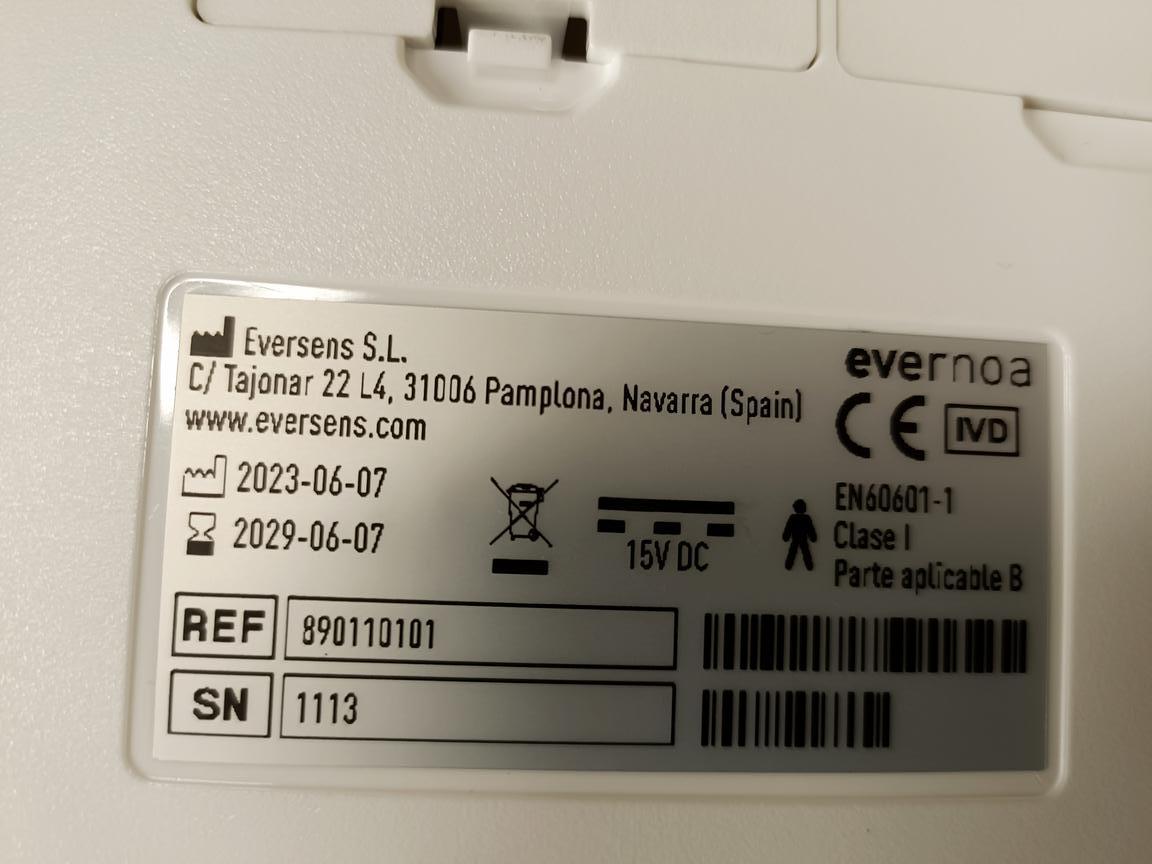 Eversens S.L.
C/ Tajonar 22 L4, 31006 Pamplona, Navarra (Spain)
www.eversens.com
2023-06-07
2029-06-07
15V DC
evernoa
CE IVD
EN60601-1
Clase I
Parte aplicable B
REF 890110101
SN 1113